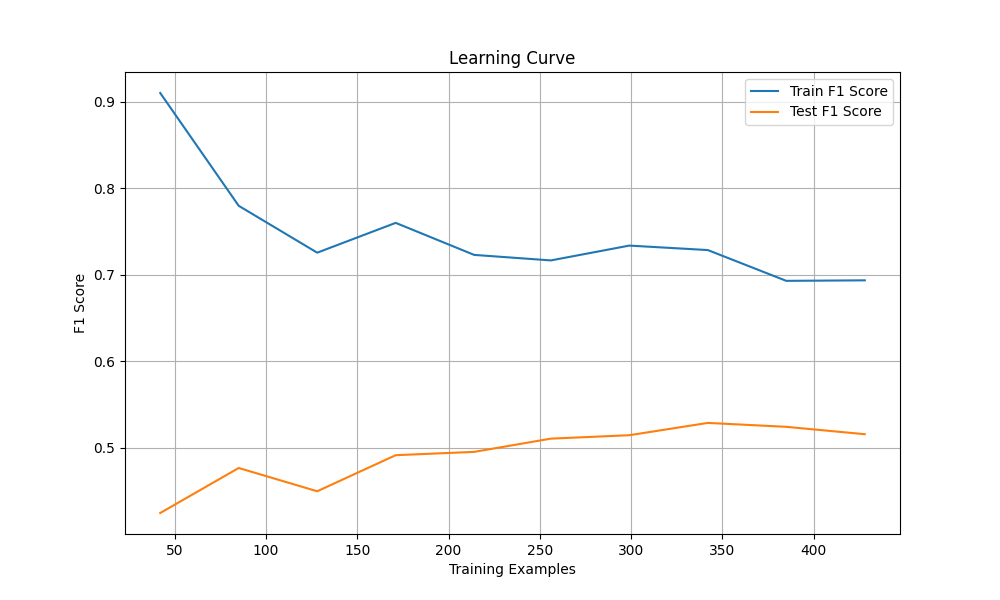 Learning Curve
Train F1 Score
Test F1 Score
F1 Score
0.9
0.8
0.7
0.6
0.5
50 100 150 200 250 300 350 400
Training Examples